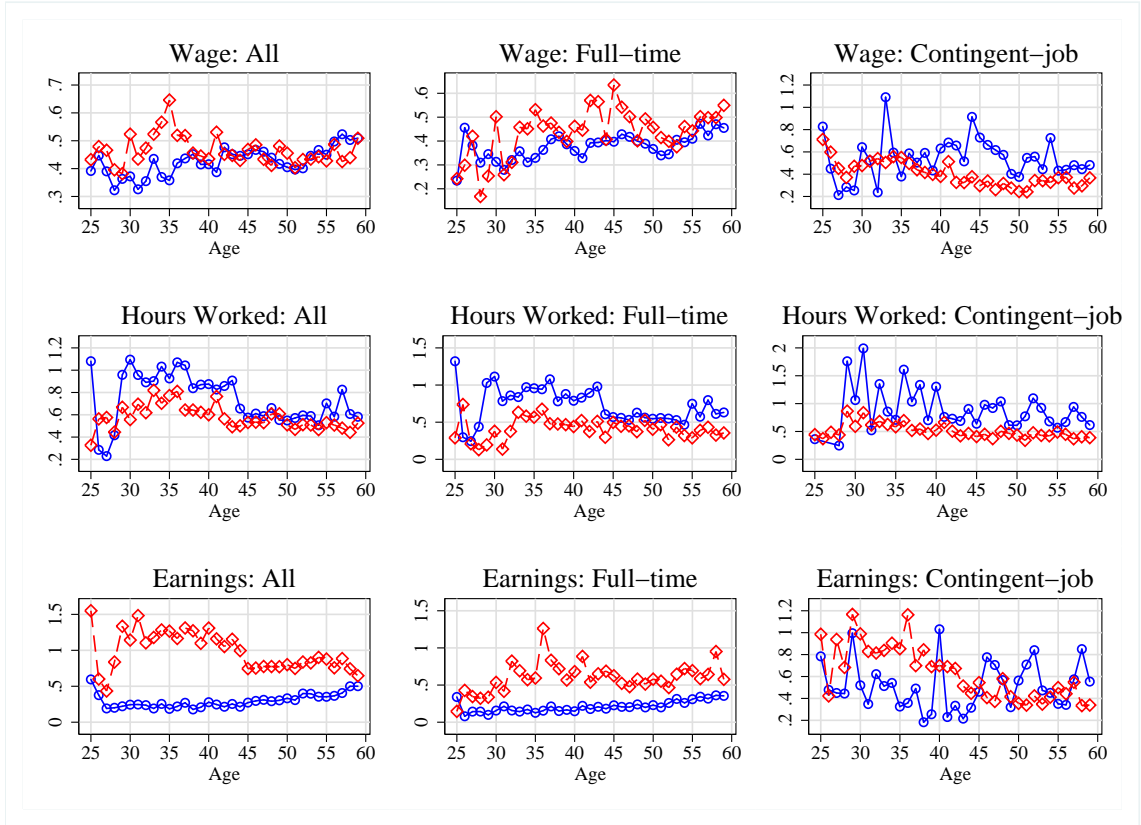 Wage: All
.3 .4 .5 .6 .7
25 30 35 40 45 50 55 60
Age
Wage: Full−time
.2 .3 .4 .5 .6
25 30 35 40 45 50 55 60
Age
Wage: Contingent−job
.2 .4 .6 .8 1 1.2
25 30 35 40 45 50 55 60
Age
Hours Worked: All
.2 .4 .6 .8 1 1.2
25 30 35 40 45 50 55 60
Age
Hours Worked: Full−time
0 .5 1 1.5
25 30 35 40 45 50 55 60
Age
Hours Worked: Contingent−job
0 .5 1 1.5 2
25 30 35 40 45 50 55 60
Age
Earnings: All
0 .5 1 1.5
25 30 35 40 45 50 55 60
Age
Earnings: Full−time
0 .5 1 1.5
25 30 35 40 45 50 55 60
Age
Earnings: Contingent−job
.2 .4 .6 .8 1 1.2
25 30 35 40 45 50 55 60
Age